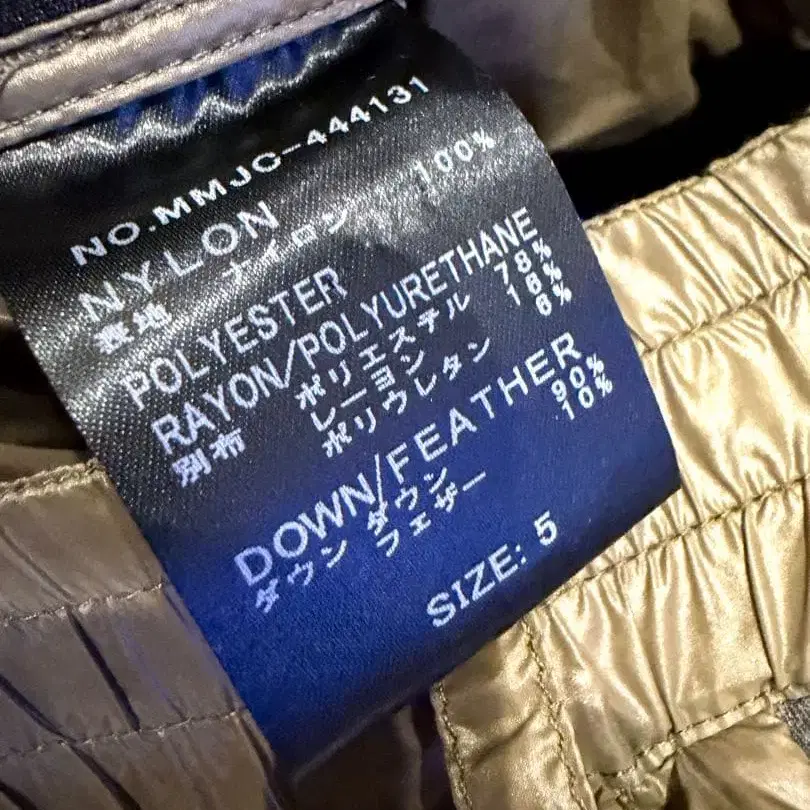 NO.MMJC-444131
NYLON
表地 ナイロン 100%
POLYESTER
RAYON/POLYURETHANE
別布 ポリエステル 78%
レーヨン 16%
ポリウレタン 6%
DOWN/FEATHER
ダウン ダウン 90%
フェザー 10%
SIZE: 5